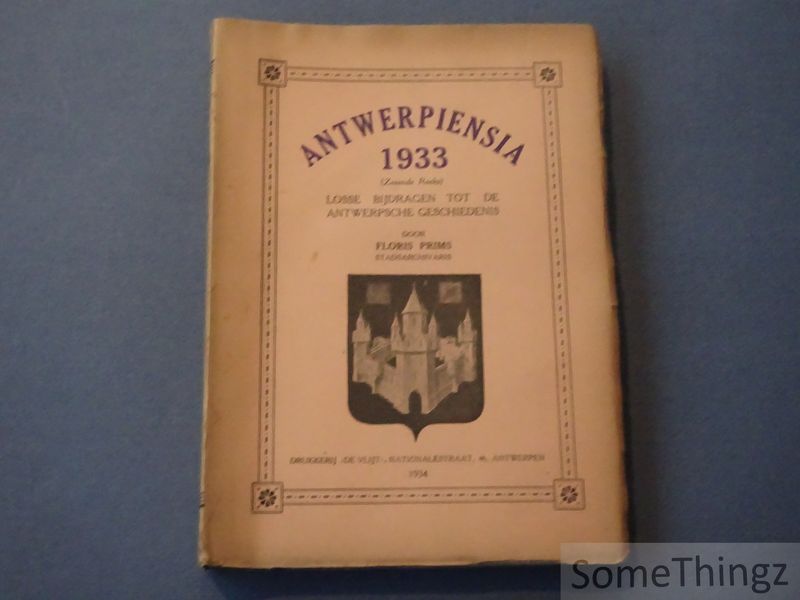 ANTWERPIENSIA
1933
(Zevende Reeks)
LOSSE BIJDRAGEN TOT DE
ANTWERPSCHE GESCHIEDENIS
DOOR
FLORIS PRIMS
STADSARCHIVARIS
DRUKKERIJ «DE VLIJT», NATIONALESTRAAT, ANTWERPEN
1934
SomeThingz